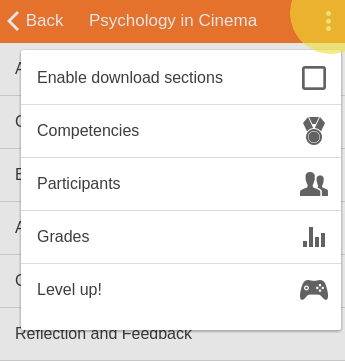 Back Psychology in Cinema
Enable download sections
Competencies
Participants
Grades
Level up!
Reflection and Feedback